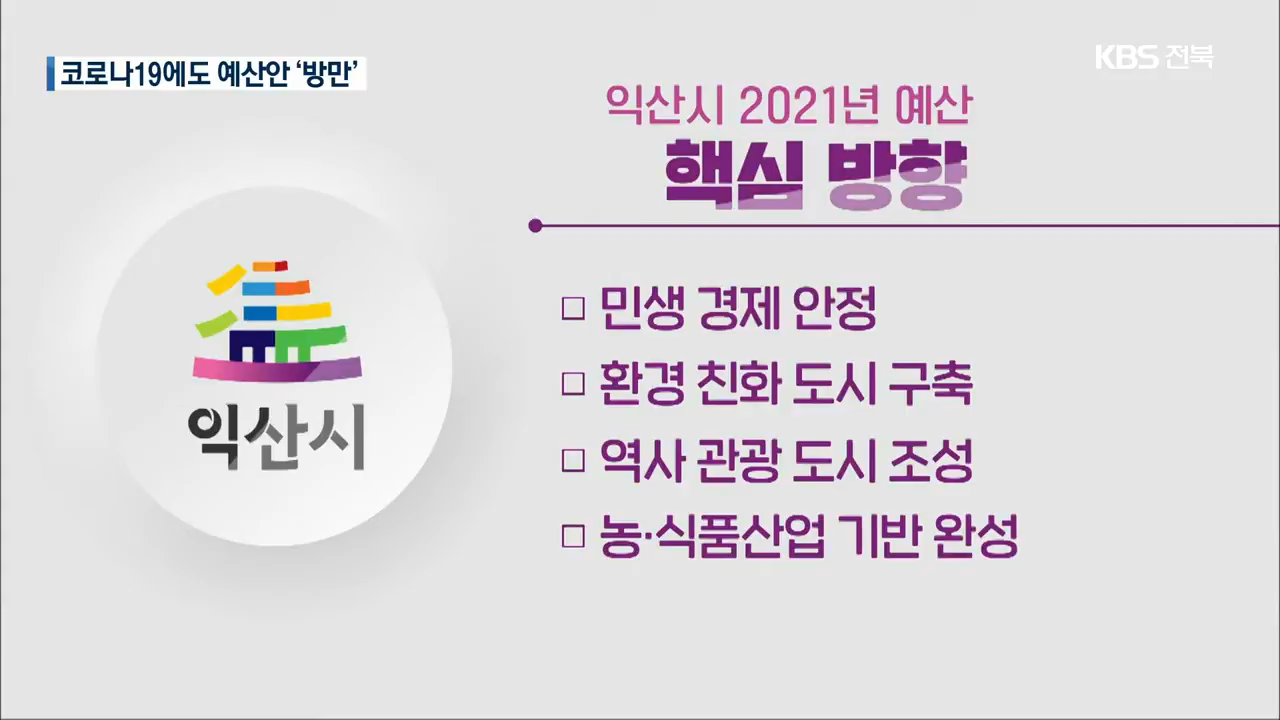 코로나19에도 예산안 ‘방만’
KBS 전북
익산시 2021년 예산
핵심 방향
익산시
□ 민생 경제 안정
□ 환경 친화 도시 구축
□ 역사 관광 도시 조성
□ 농·식품산업 기반 완성